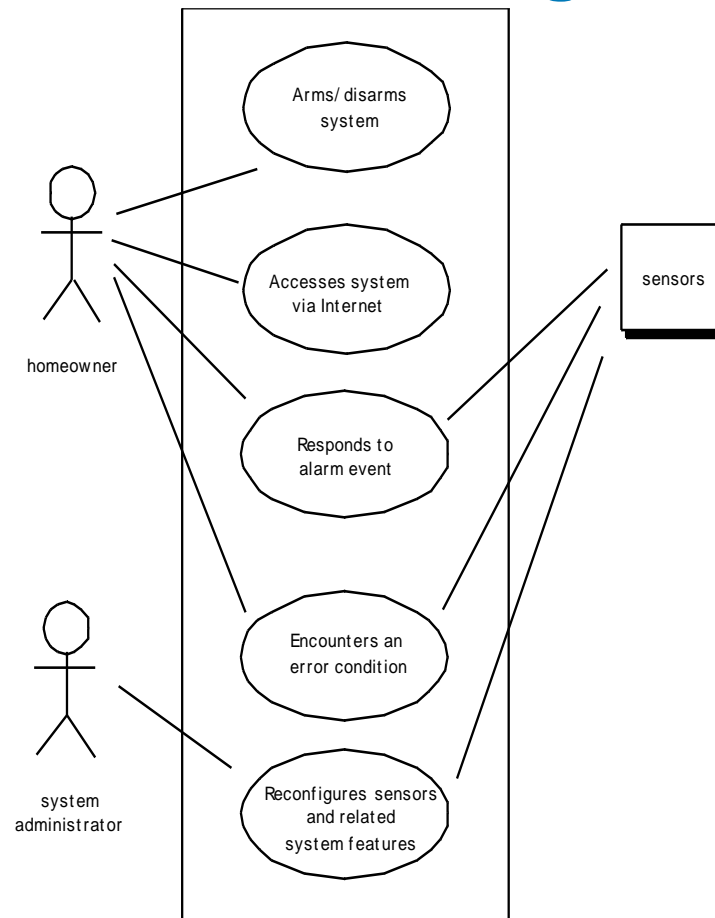 Arms/disarms
system
Accesses system
via Internet
sensors
homeowner
Responds to
alarm event
Encounters an
error condition
Reconfigures sensors
and related
system features
system
administrator